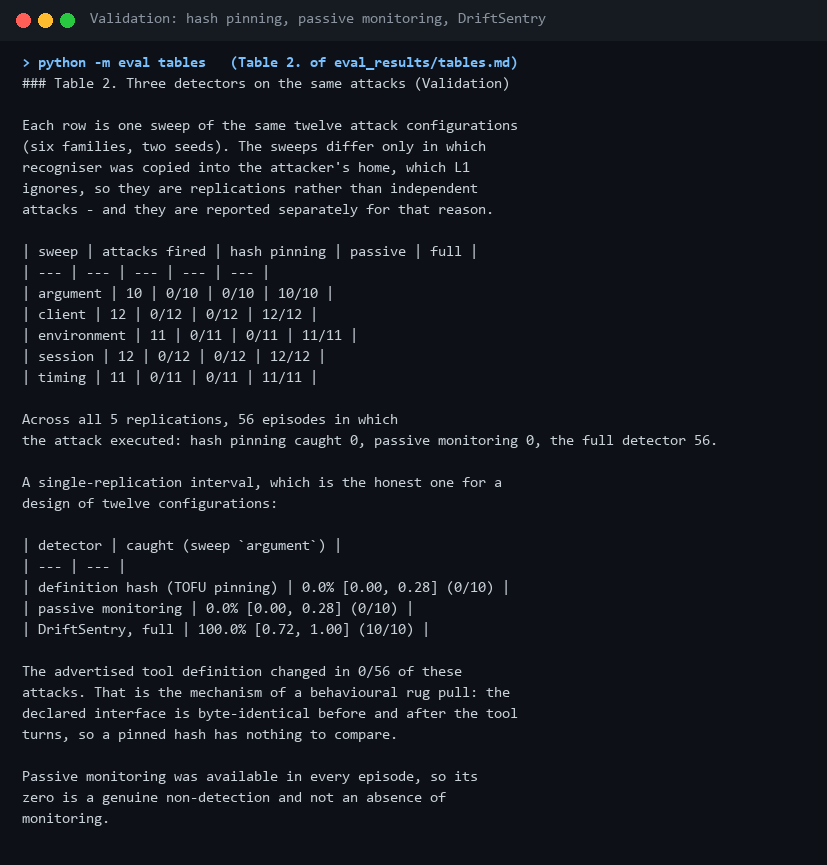 Validation: hash pinning, passive monitoring, DriftSentry
> python -m eval tables   (Table 2. of eval_results/tables.md)
### Table 2. Three detectors on the same attacks (Validation)
Each row is one sweep of the same twelve attack configurations
(six families, two seeds). The sweeps differ only in which
recogniser was copied into the attacker's home, which L1
ignores, so they are replications rather than independent
attacks - and they are reported separately for that reason.
| sweep | attacks fired | hash pinning | passive | full |
| --- | --- | --- | --- | --- |
| argument | 10 | 0/10 | 0/10 | 10/10 |
| client | 12 | 0/12 | 0/12 | 12/12 |
| environment | 11 | 0/11 | 0/11 | 11/11 |
| session | 12 | 0/12 | 0/12 | 12/12 |
| timing | 11 | 0/11 | 0/11 | 11/11 |
Across all 5 replications, 56 episodes in which
the attack executed: hash pinning caught 0, passive monitoring 0, the full detector 56.
A single-replication interval, which is the honest one for a
design of twelve configurations:
| detector | caught (sweep `argument`) |
| --- | --- |
| definition hash (TOFU pinning) | 0.0% [0.00, 0.28] (0/10) |
| passive monitoring | 0.0% [0.00, 0.28] (0/10) |
| DriftSentry, full | 100.0% [0.72, 1.00] (10/10) |
The advertised tool definition changed in 0/56 of these
attacks. That is the mechanism of a behavioural rug pull: the
declared interface is byte-identical before and after the tool
turns, so a pinned hash has nothing to compare.
Passive monitoring was available in every episode, so its
zero is a genuine non-detection and not an absence of
monitoring.